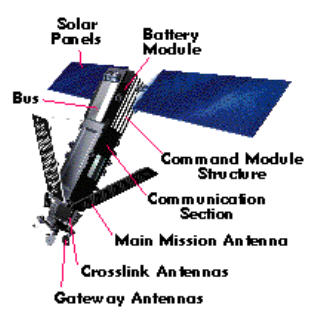 Solar
Panels
Battery
Module
Bus
Command Module
Structure
Communication
Section
Main Mission Antenna
Crosslink Antennas
Gateway Antennas